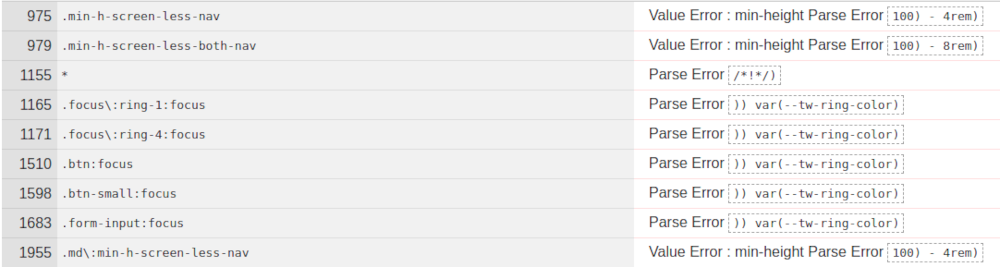 975 .min-h-screen-less-nav Value Error : min-height Parse Error 100) - 4rem)
979 .min-h-screen-less-both-nav Value Error : min-height Parse Error 100) - 8rem)
1155 * Parse Error /*!*/)
1165 .focus\:ring-1:focus Parse Error )) var(--tw-ring-color)
1171 .focus\:ring-4:focus Parse Error )) var(--tw-ring-color)
1510 .btn:focus Parse Error )) var(--tw-ring-color)
1598 .btn-small:focus Parse Error )) var(--tw-ring-color)
1683 .form-input:focus Parse Error )) var(--tw-ring-color)
1955 .md\:min-h-screen-less-nav Value Error : min-height Parse Error 100) - 4rem)